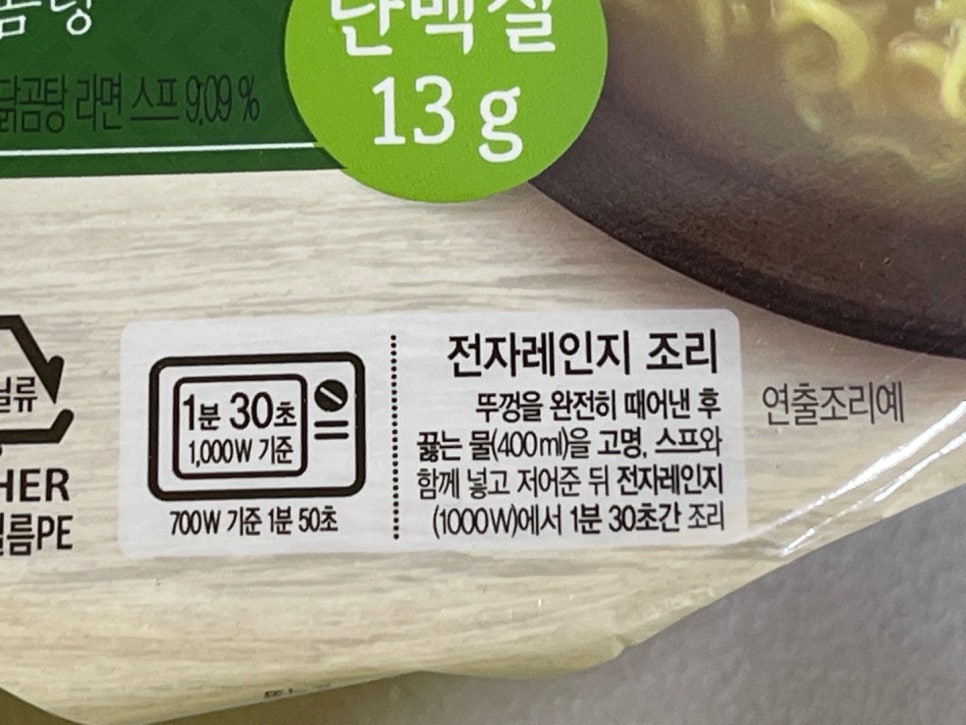 곰탕
단백질
13 g
닭곰탕 라면 스프 9.09 %
1분 30초
1,000W 기준
700W 기준 1분 50초
전자레인지 조리
뚜껑을 완전히 떼어낸 후
끓는 물(400ml)을 고명, 스프와
함께 넣고 저어준 뒤 전자레인지
(1000W)에서 1분 30초간 조리
연출조리예
닐류
HER
필름PE